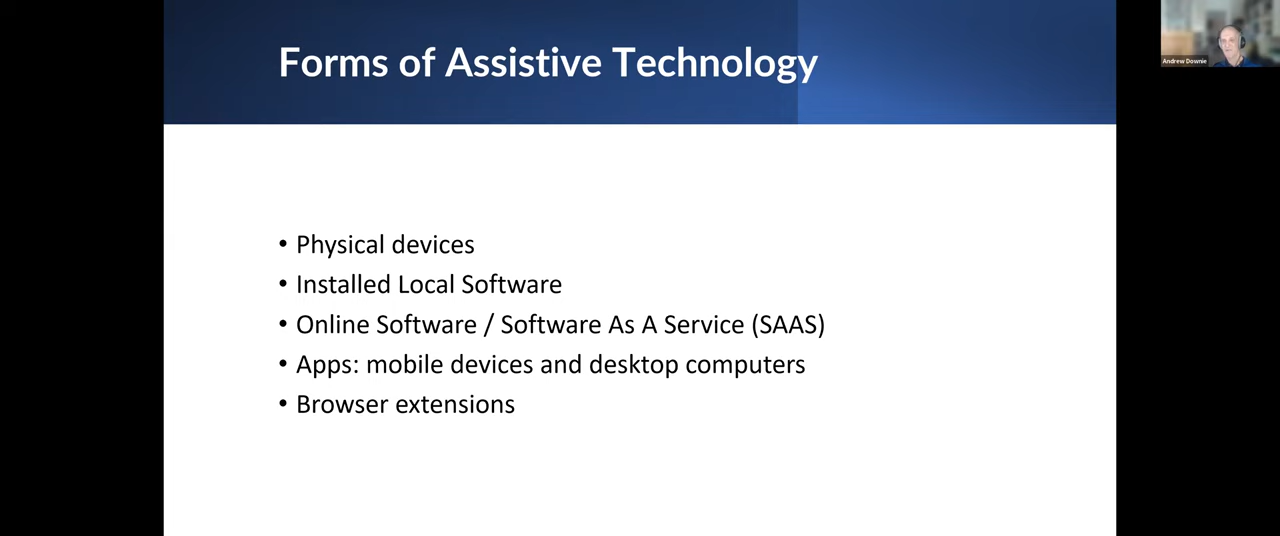 Forms of Assistive Technology
Andrew Downie
• Physical devices
• Installed Local Software
• Online Software / Software As A Service (SAAS)
• Apps: mobile devices and desktop computers
• Browser extensions